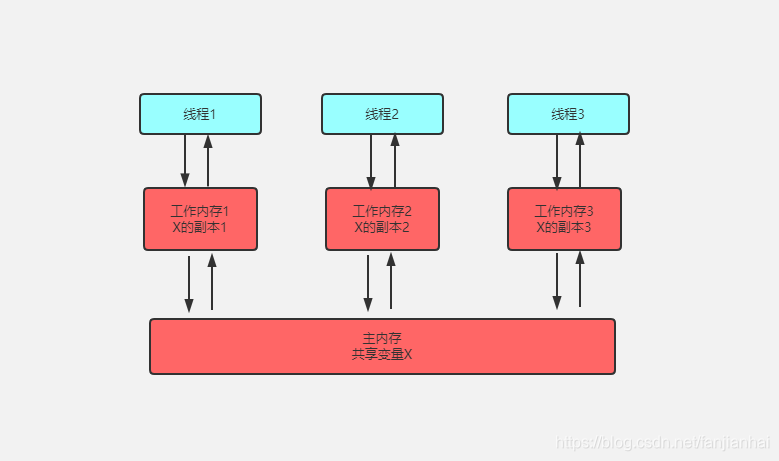 线程1
线程2
线程3
工作内存1
X的副本1
工作内存2
X的副本2
工作内存3
X的副本3
主内存
共享变量X
https://blog.csdn.net/fanjianhai